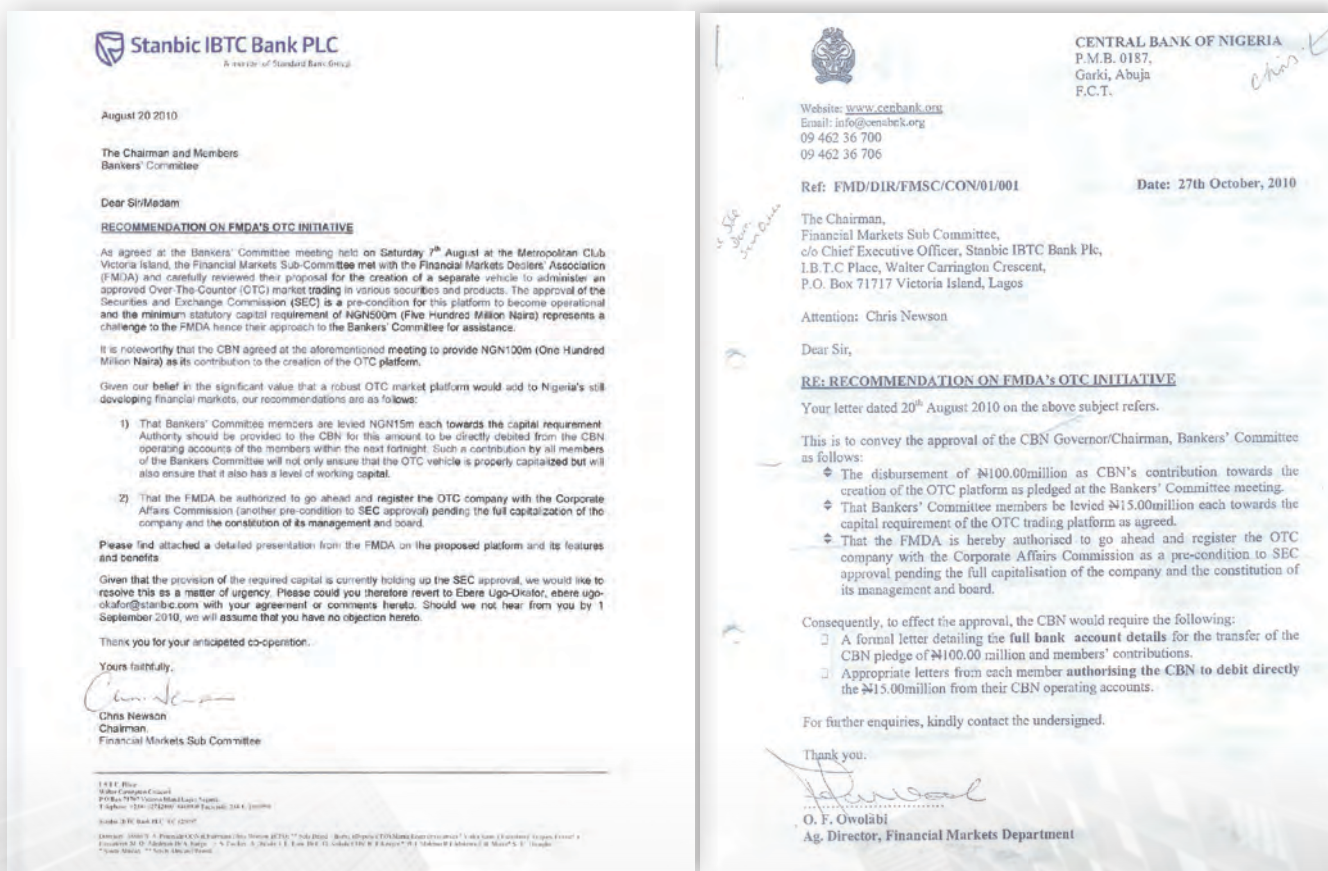 Stanbic IBTC Bank PLC
August 20 2010
The Chairman and Members
Bankers' Committee
Dear Sir/Madam
RECOMMENDATION ON FMDA'S OTC INITIATIVE
As agreed at the Bankers' Committee meeting held on Saturday 7th August at the Metropolitan Club
Victoria Island, the Financial Markets Sub-Committee met with the Financial Markets Dealers' Association
(FMDA) and carefully reviewed their proposal for the creation of a separate vehicle to administer an
approved Over-The-Counter (OTC) market trading in various securities and products. The approval of the
Securities and Exchange Commission (SEC) is a pre-condition for this platform to become operational
and the minimum statutory capital requirement of NGN500m (Five Hundred Million Naira) represents a
challenge to the FMDA hence their approach to the Bankers' Committee for assistance.
It is noteworthy that the CBN agreed at the aforementioned meeting to provide NGN100m (One Hundred
Million Naira) as its contribution to the creation of the OTC platform.
Given our belief in the significant value that a robust OTC market platform would add to Nigeria's still
developing financial markets, our recommendations are as follows:
1) That Bankers' Committee members are levied NGN15m each towards the capital requirement.
Authority should be provided to the CBN for this amount to be directly debited from the CBN
operating accounts of the members within the next fortnight. Such a contribution by all members
of the Bankers Committee will not only ensure that the OTC vehicle is properly capitalized but will
also ensure that it also has a level of working capital.
2) That the FMDA be authorized to go ahead and register the OTC company with the Corporate
Affairs Commission (another pre-condition to SEC approval) pending the full capitalization of the
company and the constitution of its management and board.
Please find attached a detailed presentation from the FMDA on the proposed platform and its features
and benefits
Given that the provision of the required capital is currently holding up the SEC approval, we would like to
resolve this as a matter of urgency. Please could you therefore revert to Ebere Ugo-Okafor, ebere ugo-
okafor@stanbic.com with your agreement or comments hereto. Should we not hear from you by 1
September 2010, we will assume that you have no objection hereto.
Thank you for your anticipated co-operation.
Yours faithfully,
Chris Newson
Chairman
Financial Markets Sub Committee
CENTRAL BANK OF NIGERIA
P.M.B. 0187,
Garki, Abuja
F.C.T.
Website: www.cenbank.org
Email: info@cenabnk.org
09 462 36 700
09 462 36 706
Ref: FMD/DIR/FMSC/CON/01/001 Date: 27th October, 2010
The Chairman,
Financial Markets Sub Committee,
c/o Chief Executive Officer, Stanbic IBTC Bank Plc,
I.B.T.C Place, Walter Carrington Crescent,
P.O. Box 71717 Victoria Island, Lagos
Attention: Chris Newson
Dear Sir,
RE: RECOMMENDATION ON FMDA's OTC INITIATIVE
Your letter dated 20th August 2010 on the above subject refers.
This is to convey the approval of the CBN Governor/Chairman, Bankers' Committee
as follows:
The disbursement of ₦100.00million as CBN's contribution towards the
creation of the OTC platform as pledged at the Bankers' Committee meeting.
That Bankers' Committee members be levied ₦15.00million each towards the
capital requirement of the OTC trading platform as agreed.
That the FMDA is hereby authorised to go ahead and register the OTC
company with the Corporate Affairs Commission as a pre-condition to SEC
approval pending the full capitalisation of the company and the constitution of
its management and board.
Consequently, to effect the approval, the CBN would require the following:
A formal letter detailing the full bank account details for the transfer of the
CBN pledge of ₦100.00 million and members' contributions.
Appropriate letters from each member authorising the CBN to debit directly
the ₦15.00million from their CBN operating accounts.
For further enquiries, kindly contact the undersigned.
Thank you.
O. F. Owolabi
Ag. Director, Financial Markets Department